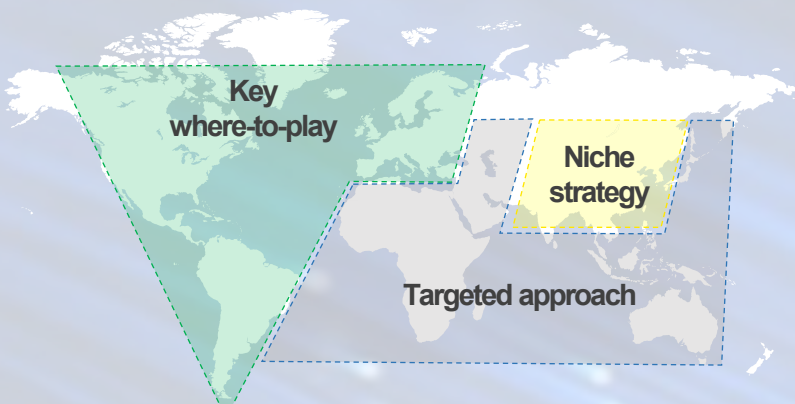 Key
where-to-play
Niche
strategy
Targeted approach